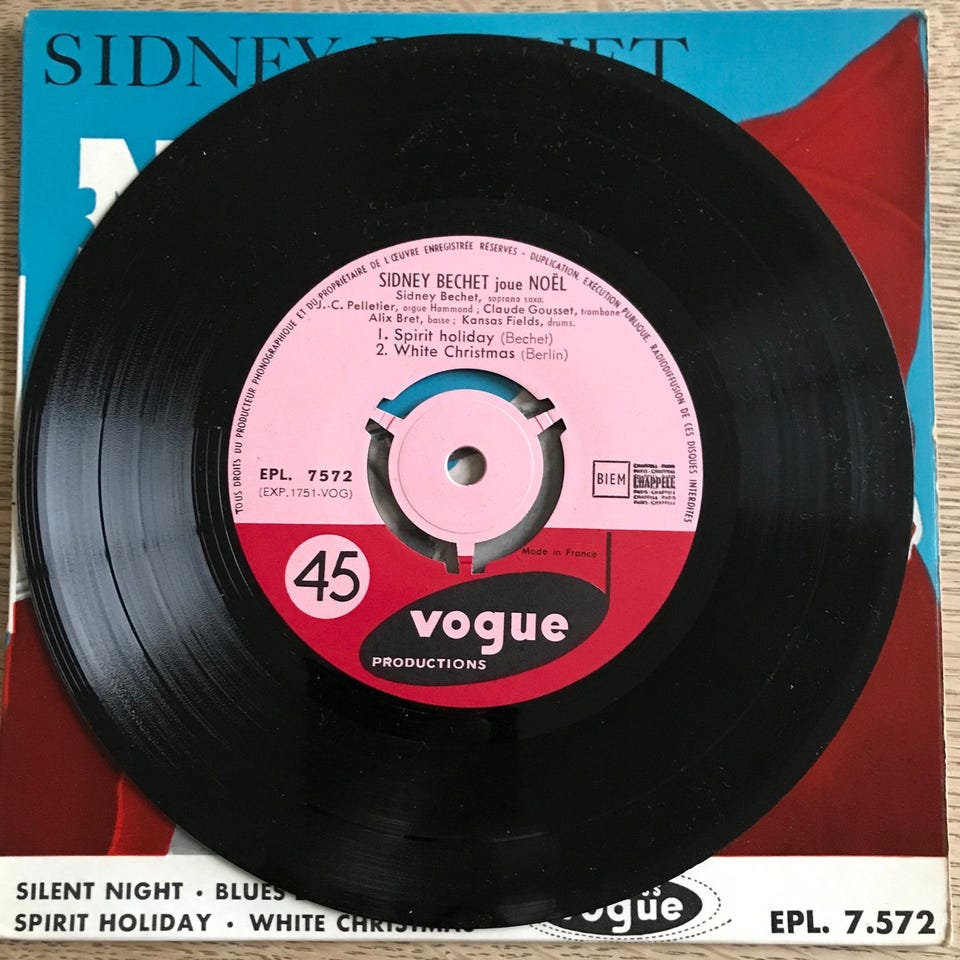 SIDNEY
TOUS DROITS DU PRODUCTEUR PHONOGRAPHIQUE ET DU PROPRIÉTAIRE DE L'ŒUVRE ENREGISTRÉE RÉSERVÉS - DUPLICATION, EXÉCUTION PUBLIQUE, RADIODIFFUSION DE CES DISQUES INTERDITES
SIDNEY BECHET joue NOËL
Sidney Bechet, soprano saxo;
J.-C. Pelletier, orgue Hammond; Claude Gousset, trombone
Alix Bret, basse; Kansas Fields, drums.
1. Spirit holiday (Bechet)
2. White Christmas (Berlin)
EPL. 7572
(EXP. 1751-VOG)
BIEM
CHAPPELL
Made in France
45
vogue
PRODUCTIONS
SILENT NIGHT • BLUES
SPIRIT HOLIDAY • WHITE CHRISTMAS
vogue
EPL. 7.572